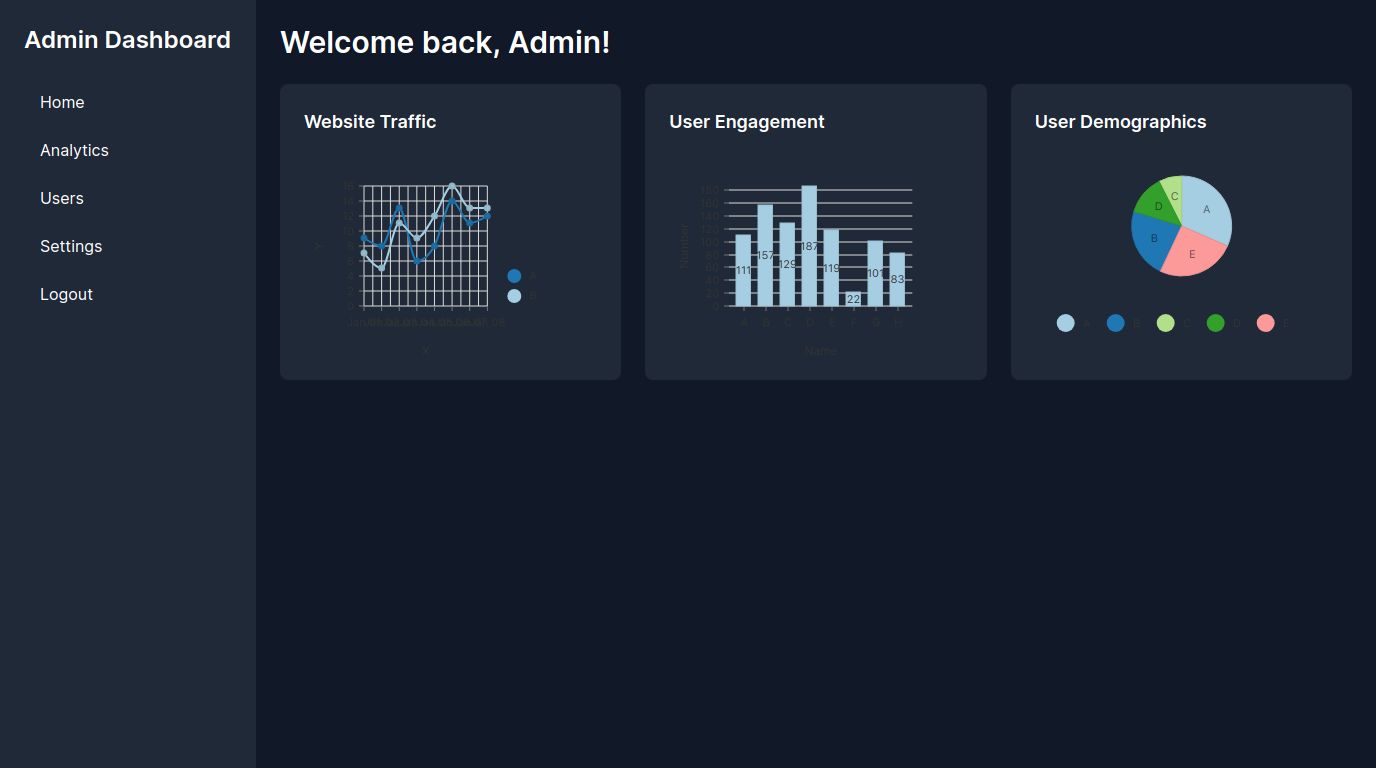 Admin Dashboard
Home
Analytics
Users
Settings
Logout
Welcome back, Admin!
Website Traffic
16
14
12
10
8
6
4
2
0
Y
X
A
B
User Engagement
180
160
140
120
100
80
60
40
20
0
Number
111
157
129
187
119
22
101
83
A B C D E F G H
Name
User Demographics
A
E
B
D
C
A B C D E